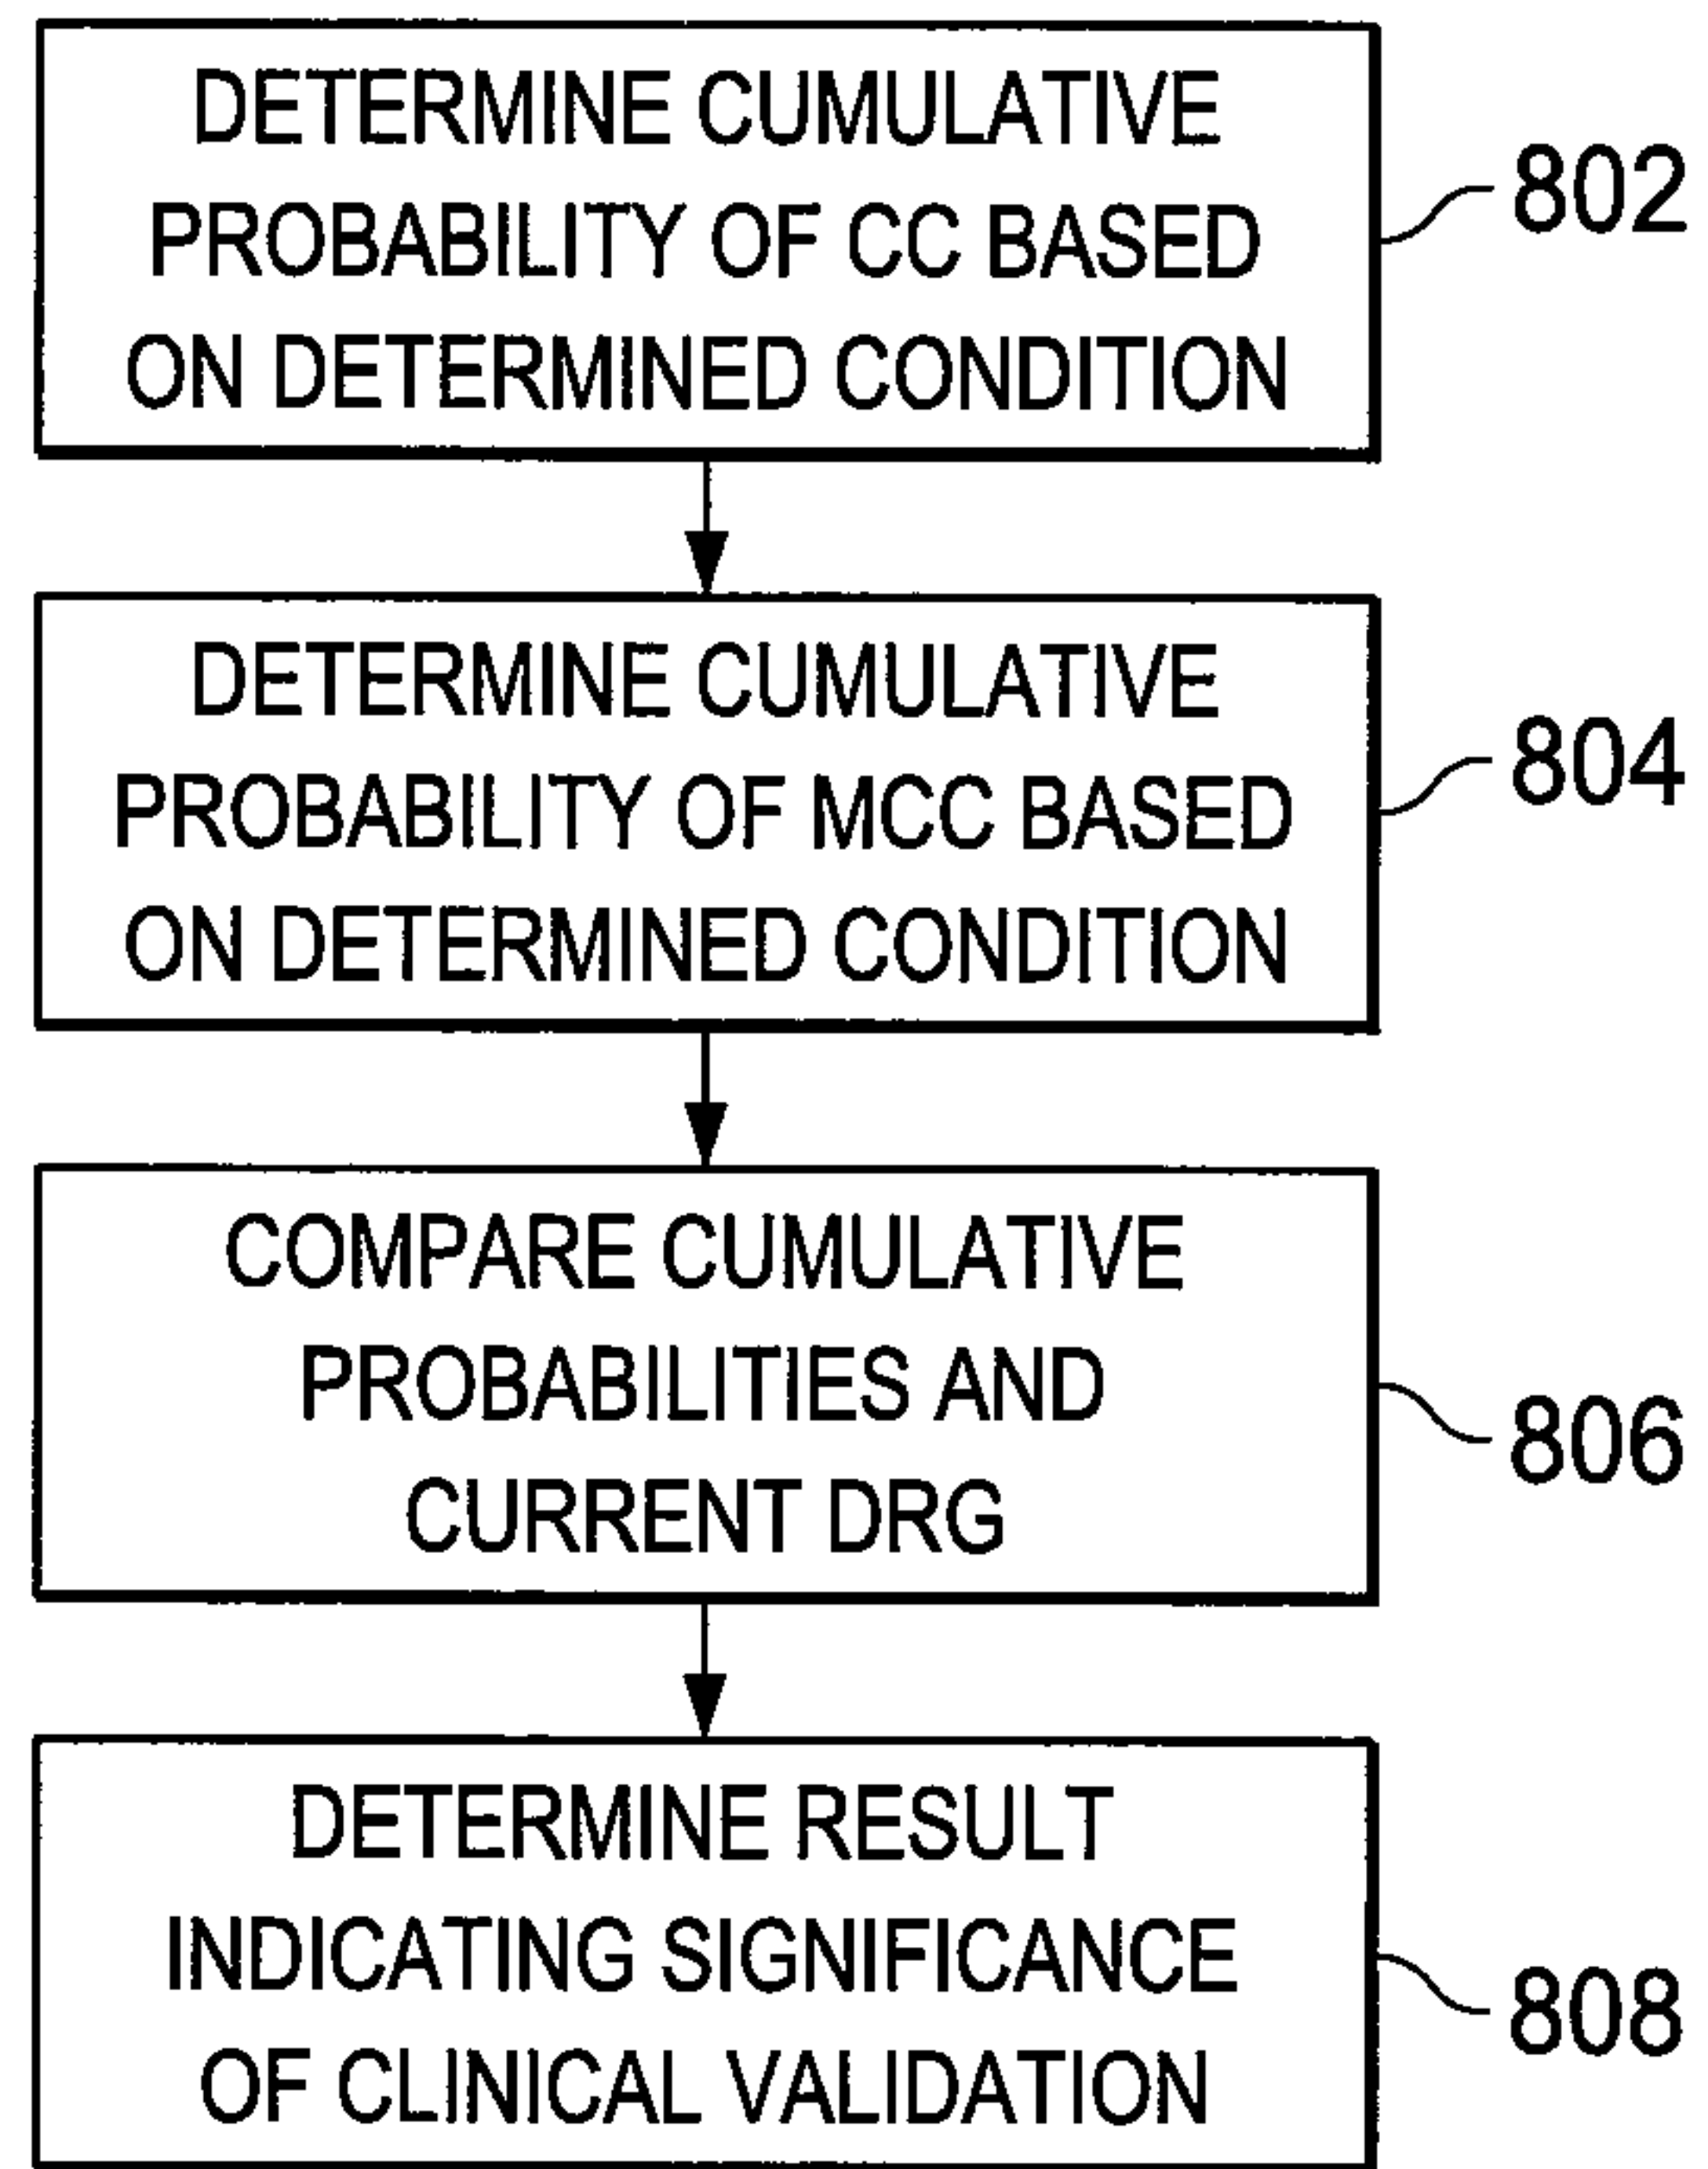 DETERMINE CUMULATIVE
PROBABILITY OF CC BASED
ON DETERMINED CONDITION
802
DETERMINE CUMULATIVE
PROBABILITY OF MCC BASED
ON DETERMINED CONDITION
804
COMPARE CUMULATIVE
PROBABILITIES AND
CURRENT DRG
806
DETERMINE RESULT
INDICATING SIGNIFICANCE
OF CLINICAL VALIDATION
808